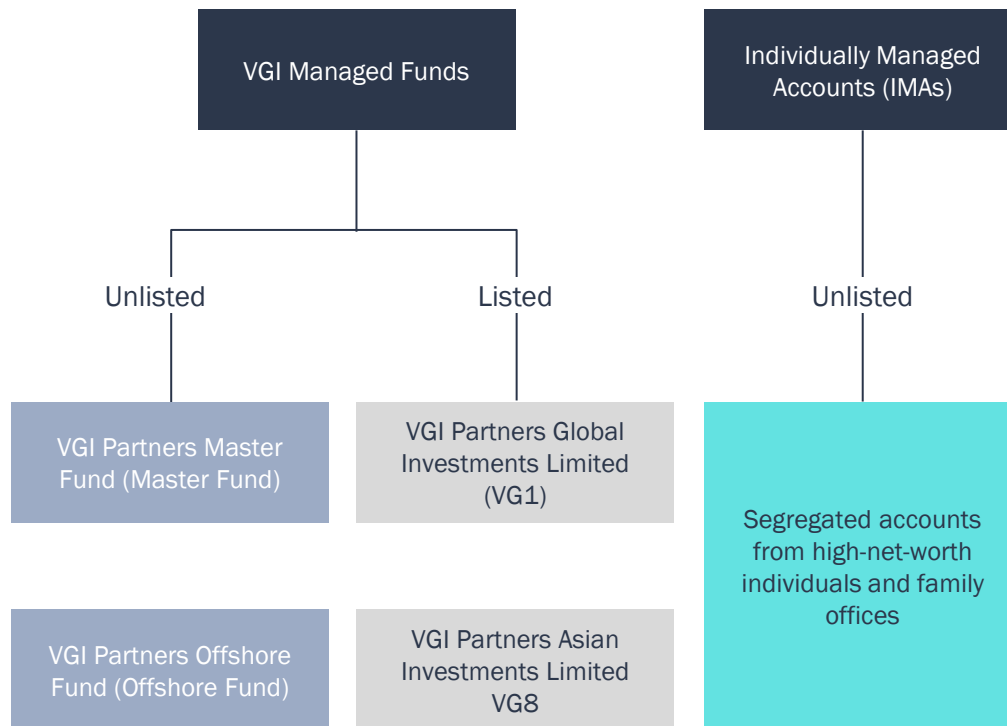 VGI Managed Funds
Individually Managed
Accounts (IMAs)
Unlisted
Listed
Unlisted
VGI Partners Master
Fund (Master Fund)
VGI Partners Global
Investments Limited
(VG1)
Segregated accounts
from high-net-worth
individuals and family
offices
VGI Partners Offshore
Fund (Offshore Fund)
VGI Partners Asian
Investments Limited
VG8